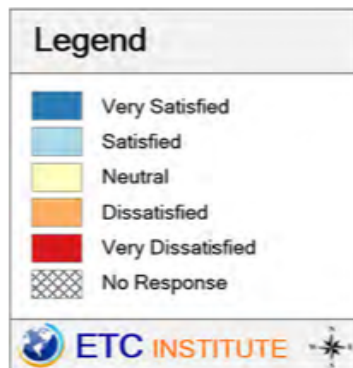 Legend
Very Satisfied
Satisfied
Neutral
Dissatisfied
Very Dissatisfied
No Response
ETC INSTITUTE